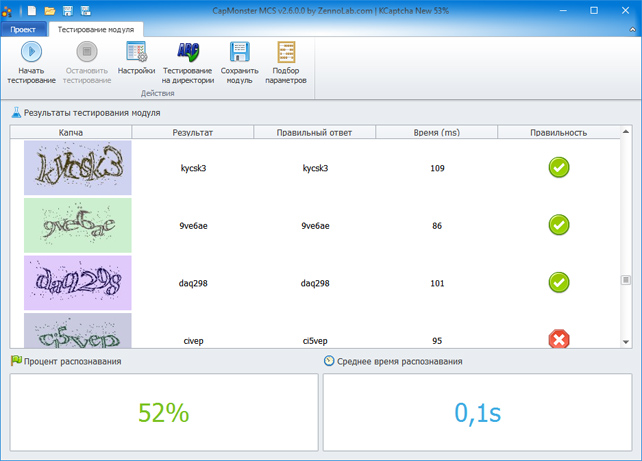 CapMonster MCS v2.6.0.0 by ZennoLab.com | KCaptcha New 53%
Проект
Тестирование модуля
Начать тестирование
Остановить тестирование
Настройки
Тестирование на директории
Сохранить модуль
Подбор параметров
Действия
Результаты тестирования модуля
Капча Результат Правильный ответ Время (ms) Правильность
kycsk3 kycsk3 kycsk3 109
9ve6ae 9ve6ae 9ve6ae 86
daq298 daq298 daq298 101
ci5vep civep ci5vep 95
Процент распознавания
52%
Среднее время распознавания
0,1s